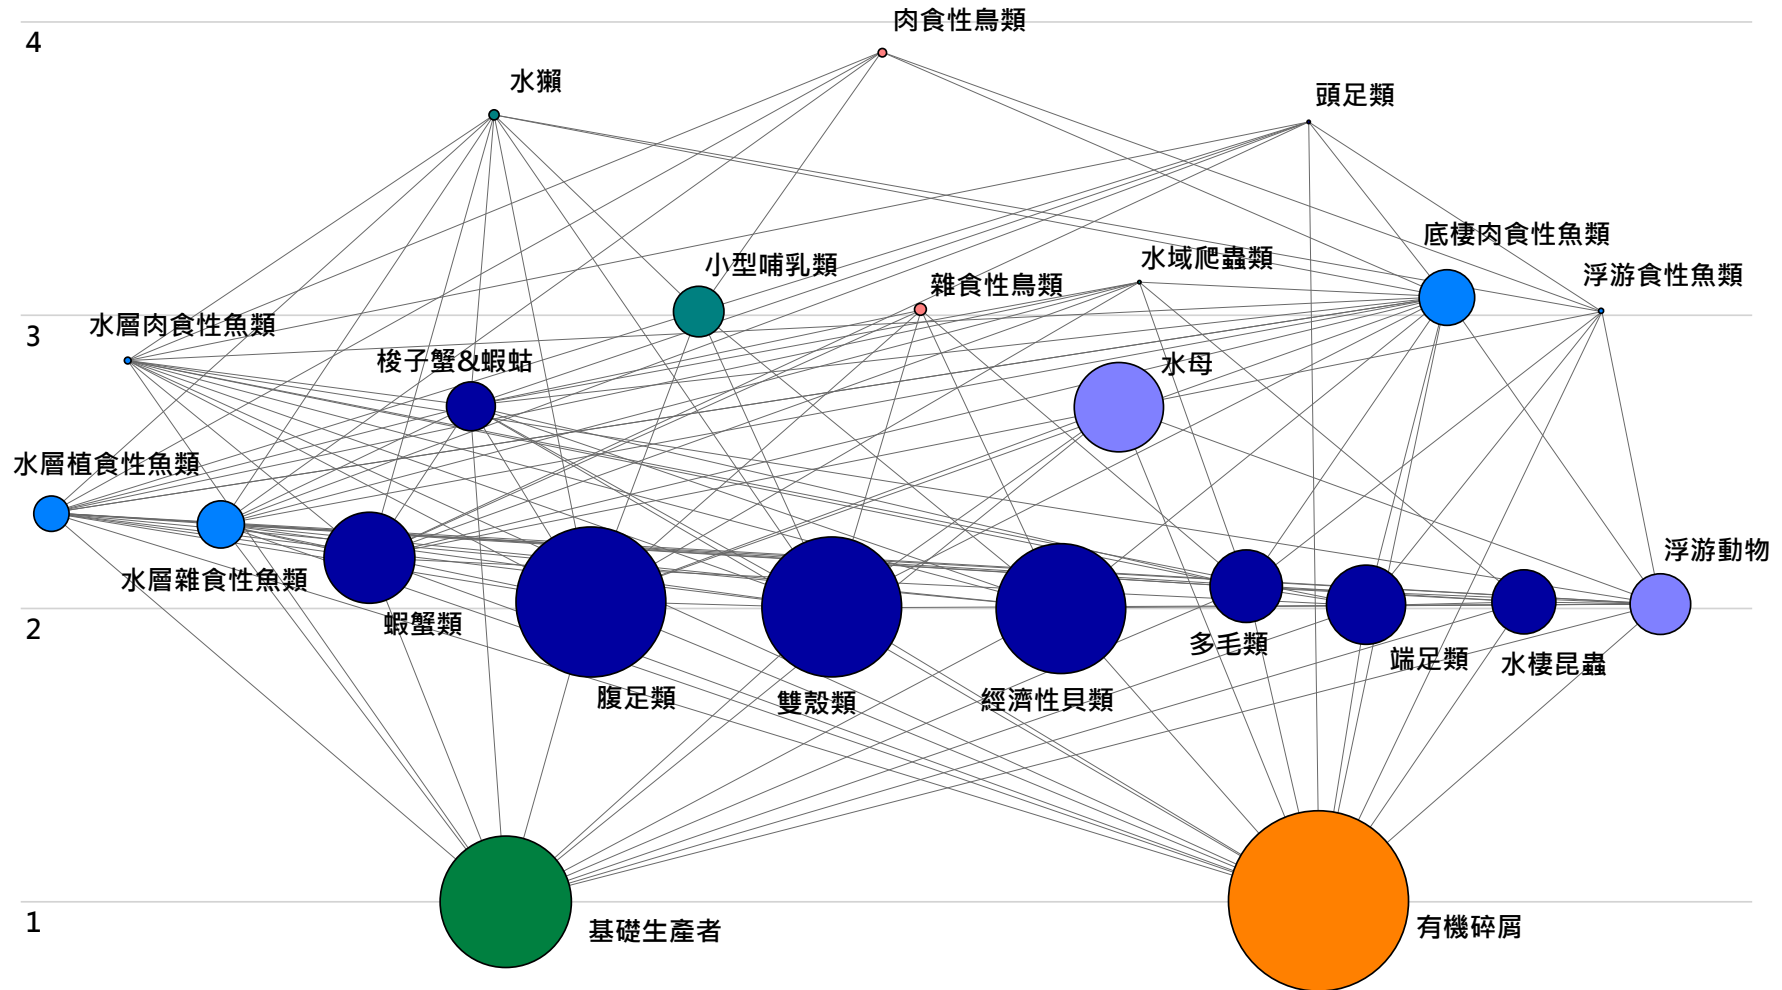 肉食性鳥類
4
水獺
頭足類
底棲肉食性魚類
水域爬蟲類
小型哺乳類
浮游食性魚類
雜食性鳥類
水層肉食性魚類
3
梭子蟹&蝦蛄
水母
水層植食性魚類
浮游動物
水層雜食性魚類
蝦蟹類
2
多毛類
端足類
水棲昆蟲
腹足類
雙殼類
經濟性貝類
1
基礎生產者
有機碎屑